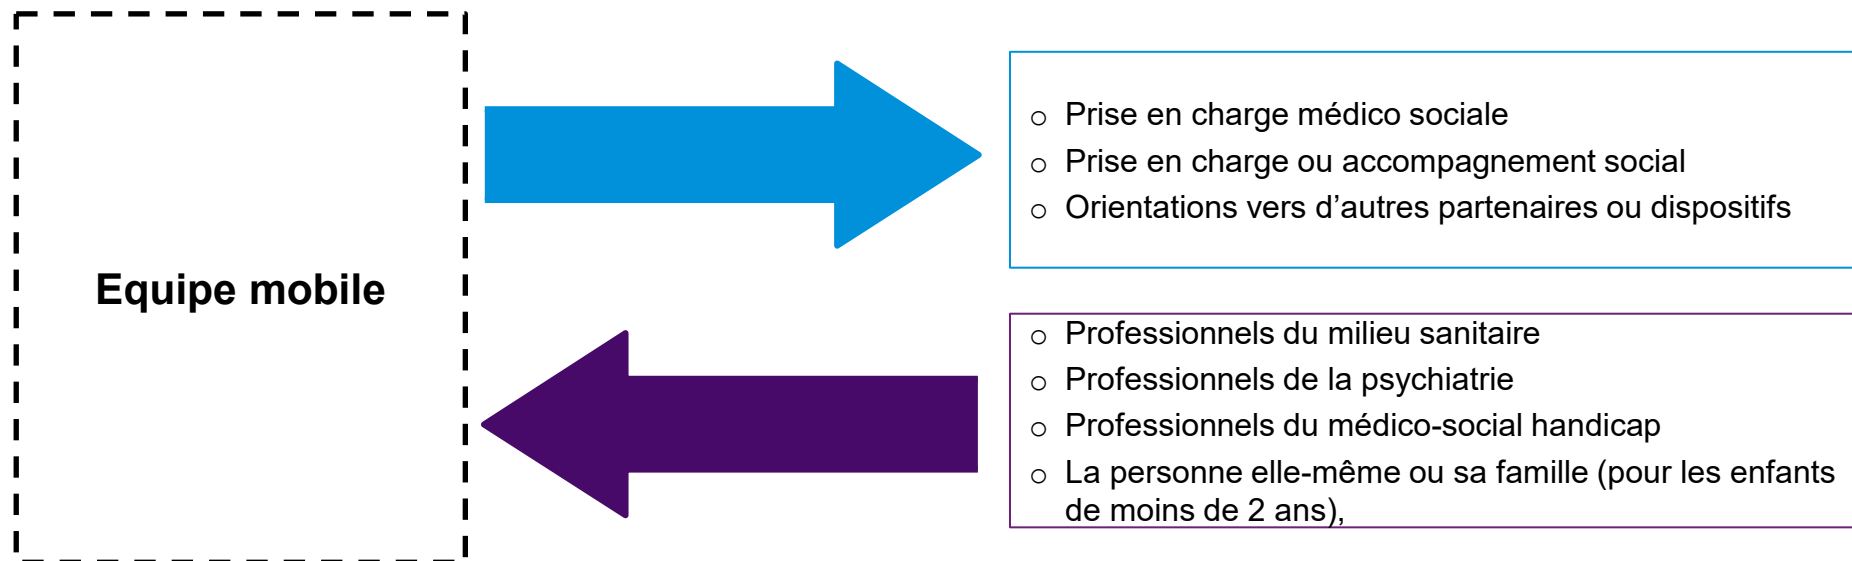 Equipe mobile
○ Prise en charge médico sociale
○ Prise en charge ou accompagnement social
○ Orientations vers d’autres partenaires ou dispositifs
○ Professionnels du milieu sanitaire
○ Professionnels de la psychiatrie
○ Professionnels du médico-social handicap
○ La personne elle-même ou sa famille (pour les enfants
de moins de 2 ans),